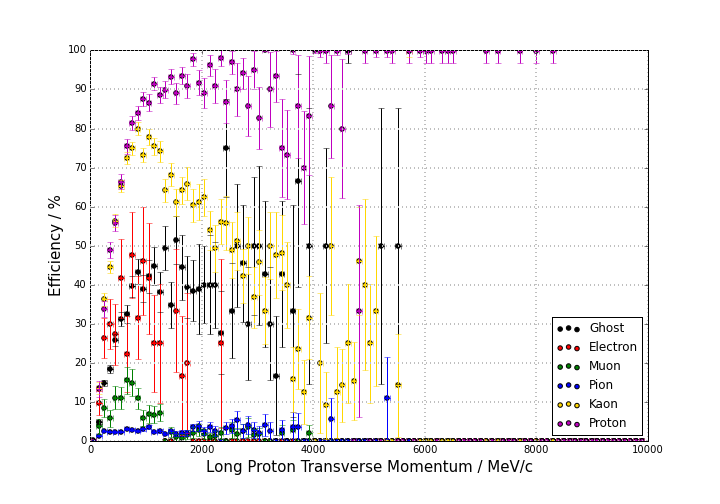 100
90
80
70
60
50
40
30
20
10
0
Efficiency / %
Ghost
Electron
Muon
Pion
Kaon
Proton
0 2000 4000 6000 8000 10000
Long Proton Transverse Momentum / MeV/c